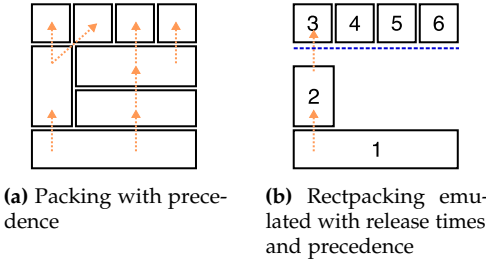 3 4 5 6
2
1
(a) Packing with prece-
dence
(b) Rectpacking emu-
lated with release times
and precedence